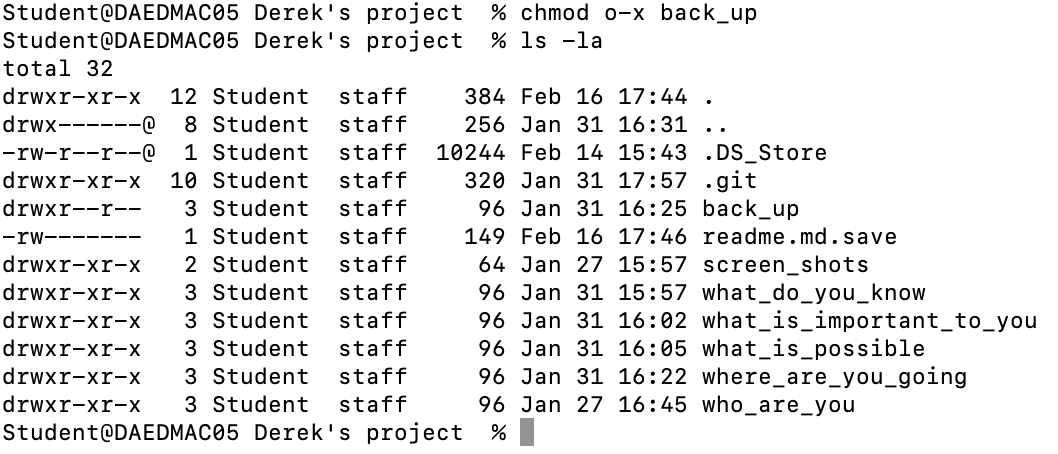 Student@DAEDMAC05 Derek's project  % chmod o-x back_up
Student@DAEDMAC05 Derek's project  % ls -la
total 32
drwxr-xr-x  12 Student  staff    384 Feb 16 17:44 .
drwx------@  8 Student  staff    256 Jan 31 16:31 ..
-rw-r--r--@  1 Student  staff  10244 Feb 14 15:43 .DS_Store
drwxr-xr-x  10 Student  staff    320 Jan 31 17:57 .git
drwxr--r--   3 Student  staff     96 Jan 31 16:25 back_up
-rw-------   1 Student  staff    149 Feb 16 17:46 readme.md.save
drwxr-xr-x   2 Student  staff     64 Jan 27 15:57 screen_shots
drwxr-xr-x   3 Student  staff     96 Jan 31 15:57 what_do_you_know
drwxr-xr-x   3 Student  staff     96 Jan 31 16:02 what_is_important_to_you
drwxr-xr-x   3 Student  staff     96 Jan 31 16:05 what_is_possible
drwxr-xr-x   3 Student  staff     96 Jan 31 16:22 where_are_you_going
drwxr-xr-x   3 Student  staff     96 Jan 27 16:45 who_are_you
Student@DAEDMAC05 Derek's project  %